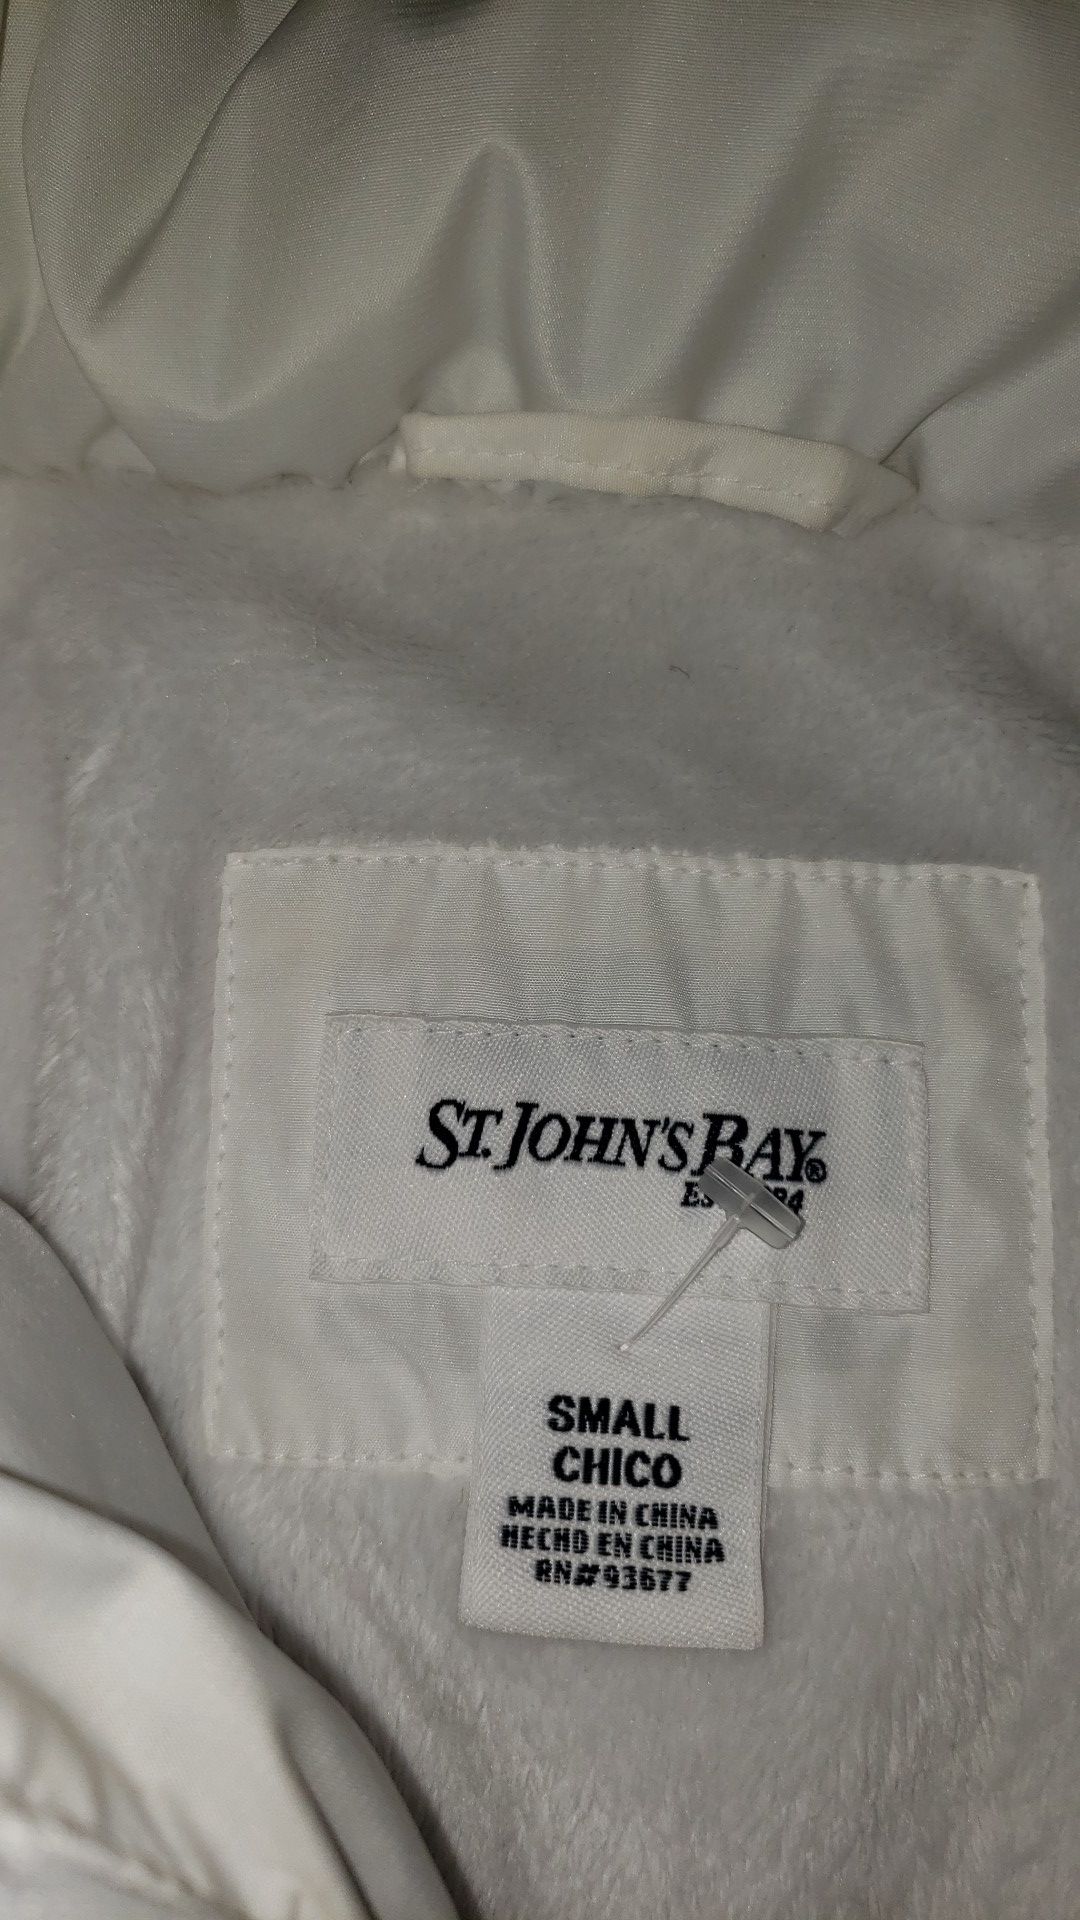 ST. JOHN'S BAY®
SMALL
CHICO
MADE IN CHINA
HECHO EN CHINA
RN#93677